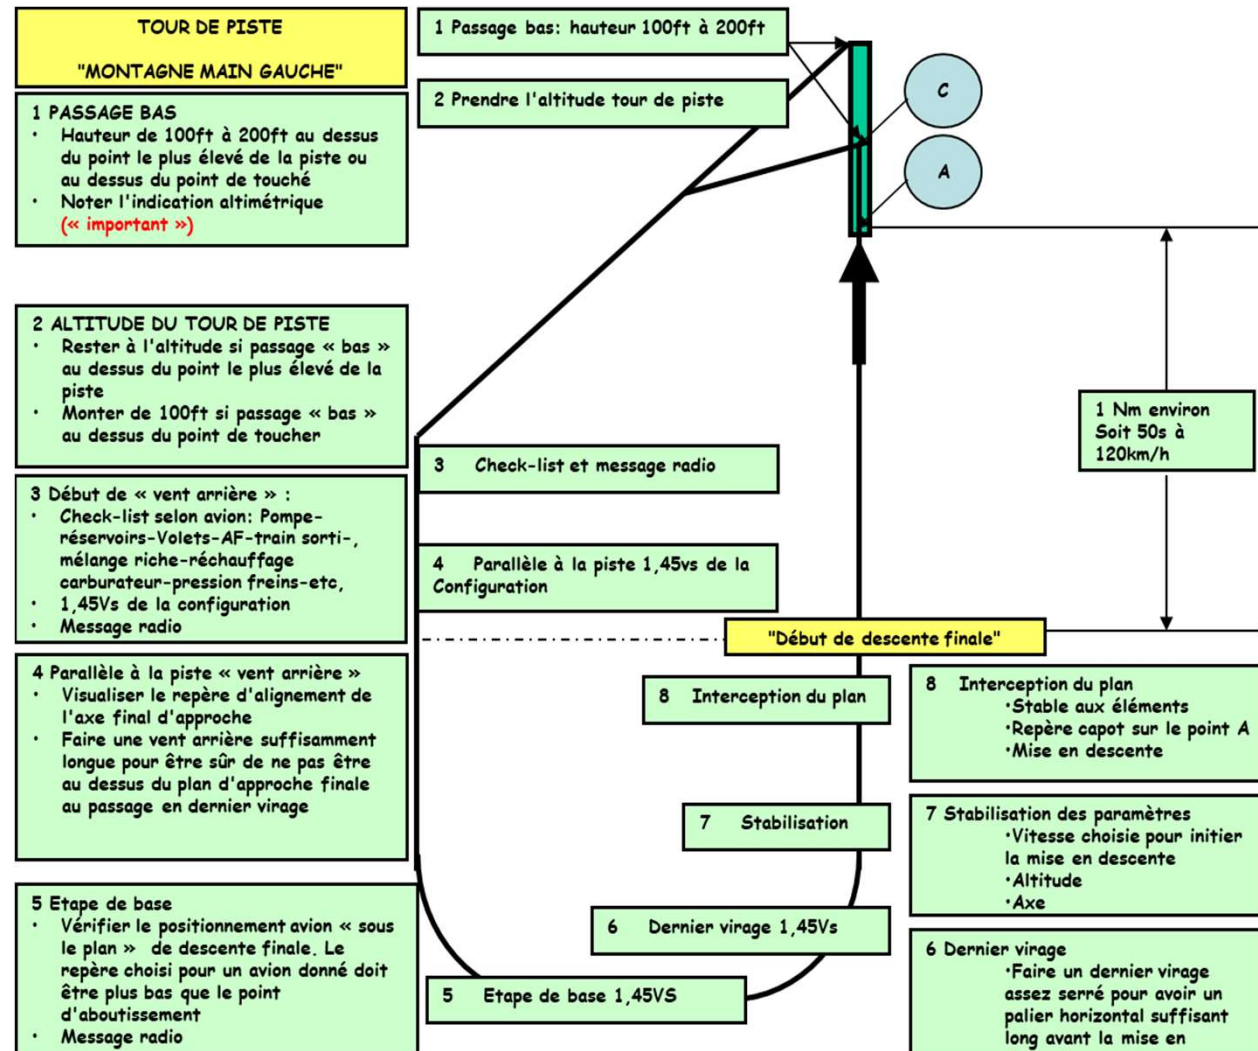 TOUR DE PISTE
"MONTAGNE MAIN GAUCHE"
1 PASSAGE BAS
· Hauteur de 100ft à 200ft au dessus
du point le plus élevé de la piste ou
au dessus du point de touché
· Noter l'indication altimétrique
(« important »)
2 ALTITUDE DU TOUR DE PISTE
· Rester à l'altitude si passage « bas »
au dessus du point le plus élevé de la
piste
· Monter de 100ft si passage « bas »
au dessus du point de toucher
3 Début de « vent arrière » :
· Check-list selon avion: Pompe-
réservoirs-Volets-AF-train sorti-,
mélange riche-réchauffage
carburateur-pression freins-etc,
· 1,45Vs de la configuration
· Message radio
4 Parallèle à la piste « vent arrière »
· Visualiser le repère d'alignement de
l'axe final d'approche
· Faire une vent arrière suffisamment
longue pour être sûr de ne pas être
au dessus du plan d'approche finale
au passage en dernier virage
5 Etape de base
· Vérifier le positionnement avion « sous
le plan » de descente finale. Le
repère choisi pour un avion donné doit
être plus bas que le point
d'aboutissement
· Message radio
1 Passage bas: hauteur 100ft à 200ft
2 Prendre l'altitude tour de piste
C
A
1 Nm environ
Soit 50s à
120km/h
3 Check-list et message radio
4 Parallèle à la piste 1,45vs de la
Configuration
"Début de descente finale"
8 Interception du plan
7 Stabilisation
6 Dernier virage 1,45Vs
5 Etape de base 1,45VS
8 Interception du plan
·Stable aux éléments
·Repère capot sur le point A
·Mise en descente
7 Stabilisation des paramètres
·Vitesse choisie pour initier
la mise en descente
·Altitude
·Axe
6 Dernier virage
·Faire un dernier virage
assez serré pour avoir un
palier horizontal suffisant
long avant la mise en